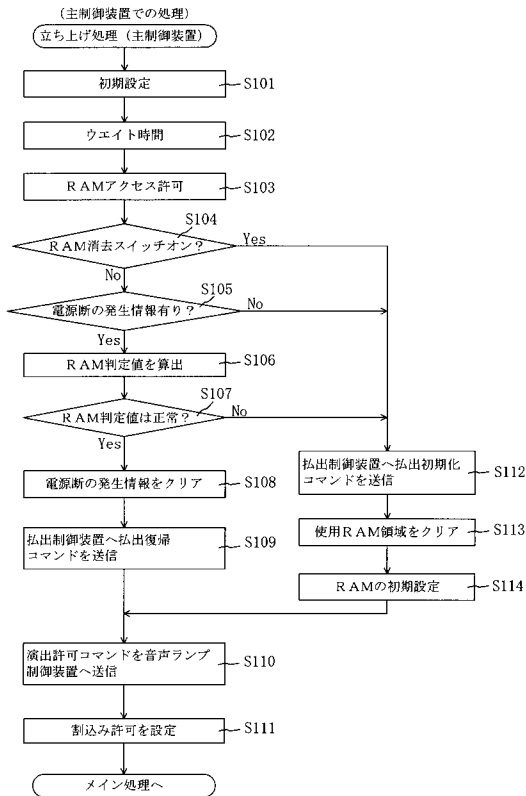 (主制御装置での処理)
立ち上げ処理(主制御装置)
初期設定
S101
ウエイト時間
S102
RAMアクセス許可
S103
S104
RAM消去スイッチオン?
Yes
No
S105
電源断の発生情報有り?
No
Yes
RAM判定値を算出
S106
S107
RAM判定値は正常?
No
Yes
電源断の発生情報をクリア
S108
払出制御装置へ払出復帰
コマンドを送信
S109
払出制御装置へ払出初期化
コマンドを送信
S112
使用RAM領域をクリア
S113
RAMの初期設定
S114
演出許可コマンドを音声ランプ
制御装置へ送信
S110
割込み許可を設定
S111
メイン処理へ